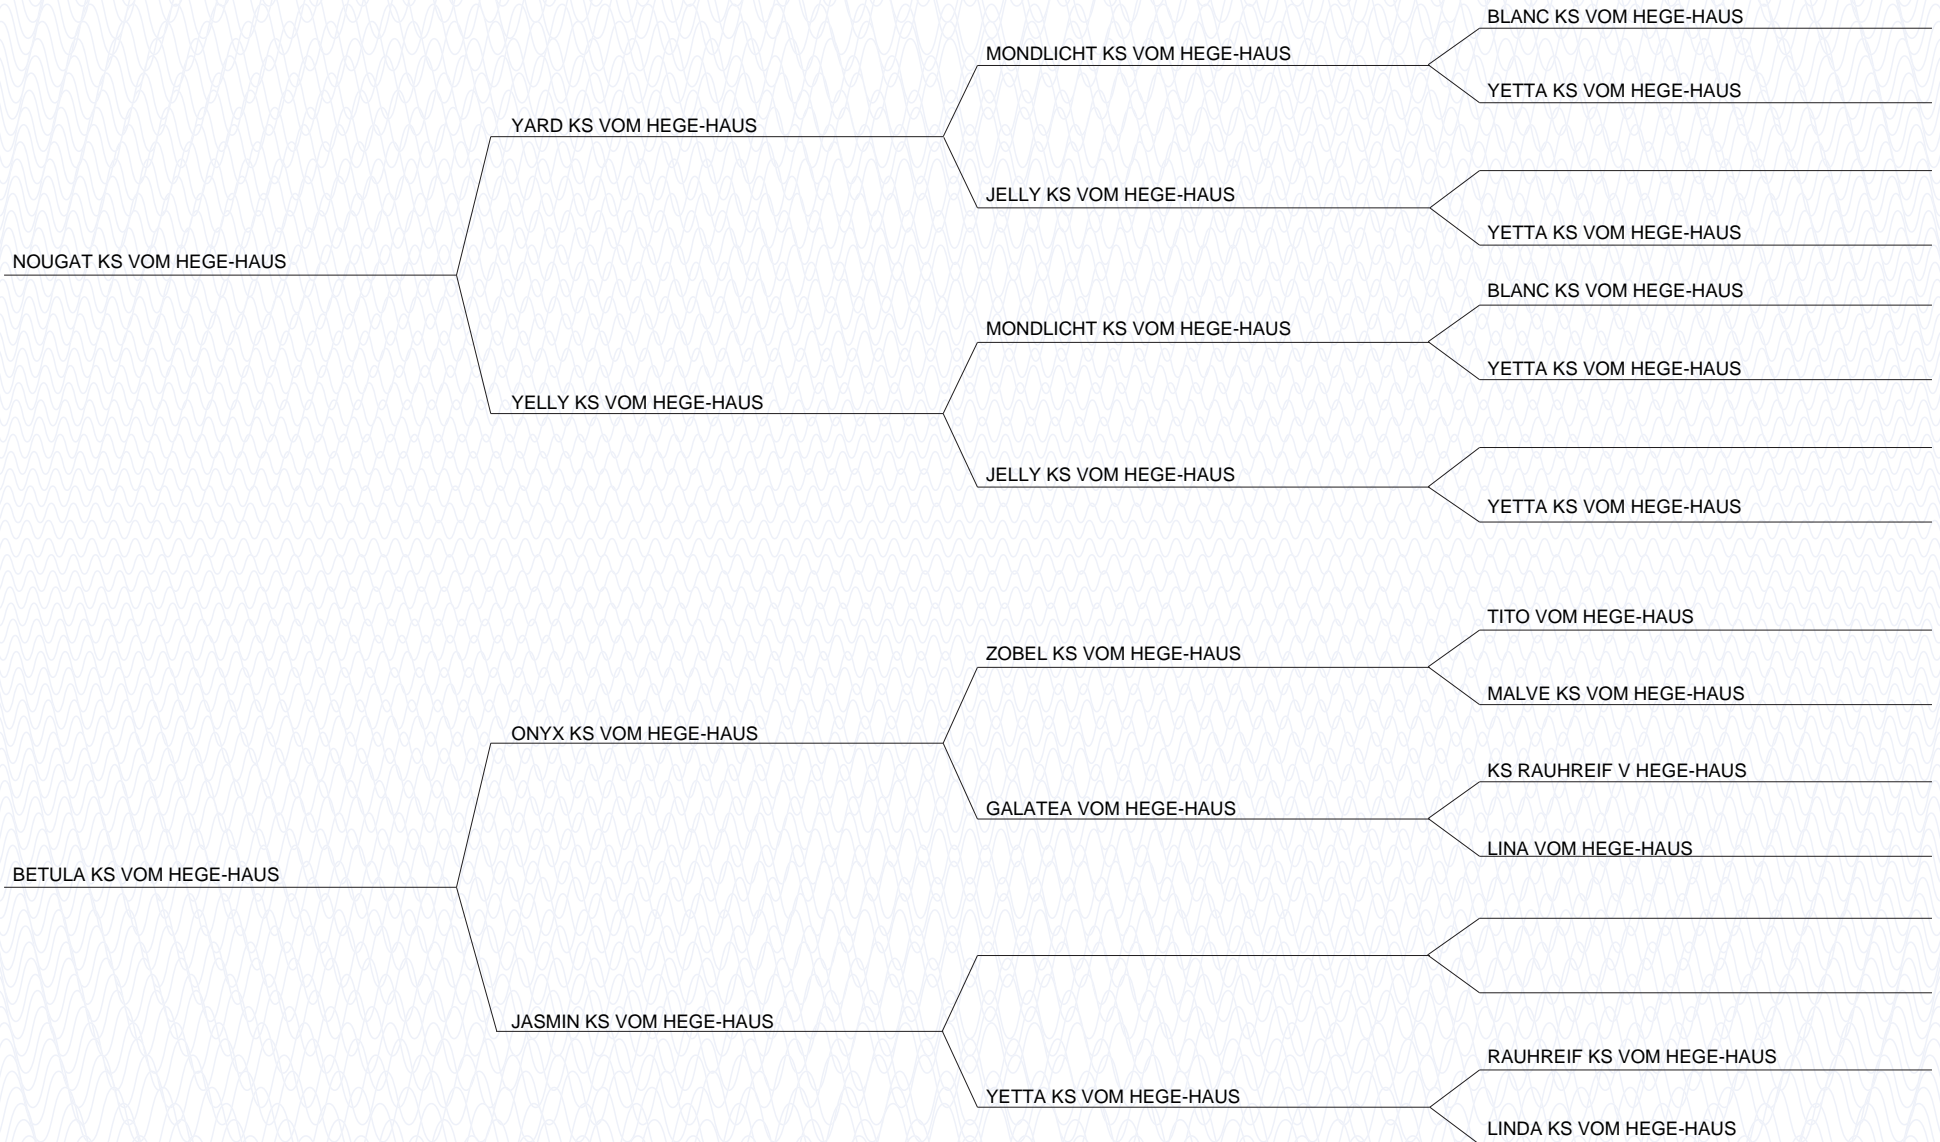 BLANC KS VOM HEGE-HAUS
MONDLICHT KS VOM HEGE-HAUS
YETTA KS VOM HEGE-HAUS
YARD KS VOM HEGE-HAUS
JELLY KS VOM HEGE-HAUS
YETTA KS VOM HEGE-HAUS
NOUGAT KS VOM HEGE-HAUS
BLANC KS VOM HEGE-HAUS
MONDLICHT KS VOM HEGE-HAUS
YETTA KS VOM HEGE-HAUS
YELLY KS VOM HEGE-HAUS
JELLY KS VOM HEGE-HAUS
YETTA KS VOM HEGE-HAUS
TITO VOM HEGE-HAUS
ZOBEL KS VOM HEGE-HAUS
MALVE KS VOM HEGE-HAUS
ONYX KS VOM HEGE-HAUS
KS RAUHREIF V HEGE-HAUS
GALATEA VOM HEGE-HAUS
LINA VOM HEGE-HAUS
BETULA KS VOM HEGE-HAUS
JASMIN KS VOM HEGE-HAUS
RAUHREIF KS VOM HEGE-HAUS
YETTA KS VOM HEGE-HAUS
LINDA KS VOM HEGE-HAUS